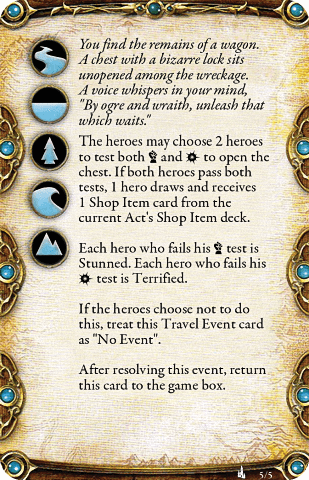 You find the remains of a wagon.
A chest with a bizarre lock sits
unopened among the wreckage.
A voice whispers in your mind,
"By ogre and wraith, unleash that
which waits."
The heroes may choose 2 heroes
to test both and to open the
chest. If both heroes pass both
tests, 1 hero draws and receives
1 Shop Item card from the
current Act's Shop Item deck.
Each hero who fails his test is
Stunned. Each hero who fails his
test is Terrified.
If the heroes choose not to do
this, treat this Travel Event card
as "No Event".
After resolving this event, return
this card to the game box.
5/5